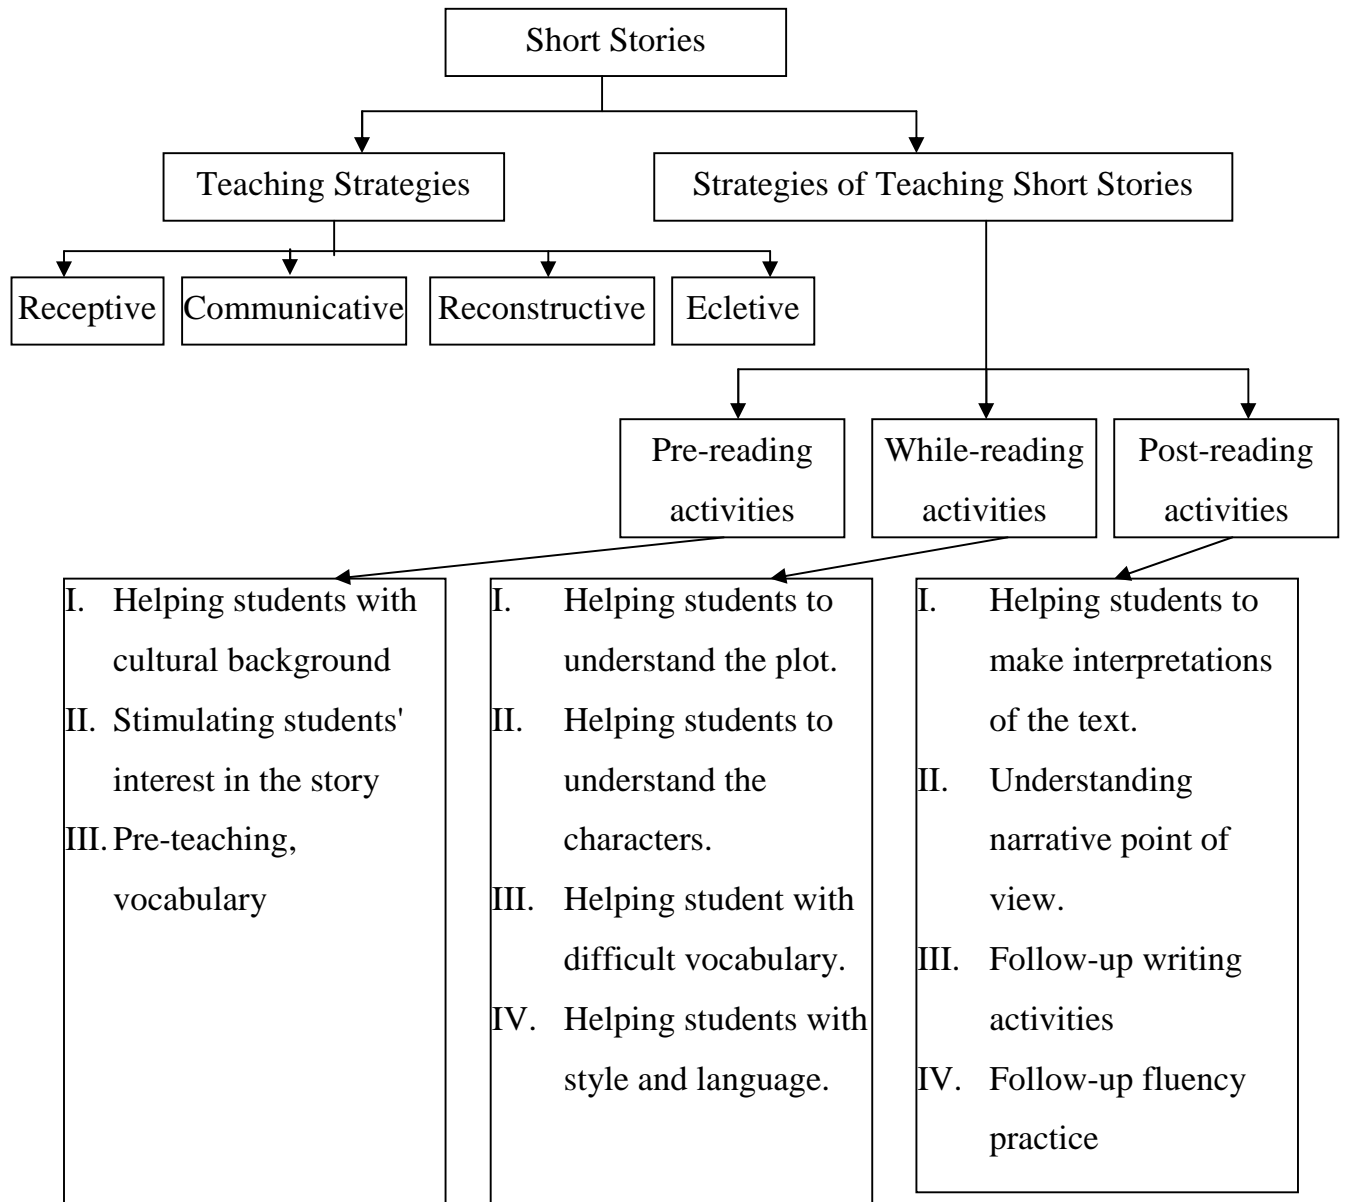 Short Stories
Teaching Strategies
Strategies of Teaching Short Stories
Receptive
Communicative
Reconstructive
Ecletive
Pre-reading
activities
While-reading
activities
Post-reading
activities
I. Helping students with
cultural background
II. Stimulating students'
interest in the story
III. Pre-teaching,
vocabulary
I. Helping students to
understand the plot.
II. Helping students to
understand the
characters.
III. Helping student with
difficult vocabulary.
IV. Helping students with
style and language.
I. Helping students to
make interpretations
of the text.
II. Understanding
narrative point of
view.
III. Follow-up writing
activities
IV. Follow-up fluency
practice